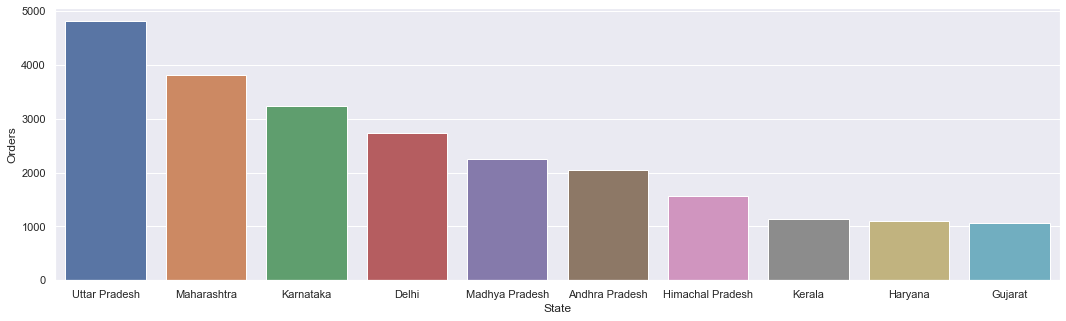 5000
4000
3000
2000
1000
0
Orders
Uttar Pradesh Maharashtra Karnataka Delhi Madhya Pradesh Andhra Pradesh Himachal Pradesh Kerala Haryana Gujarat
State